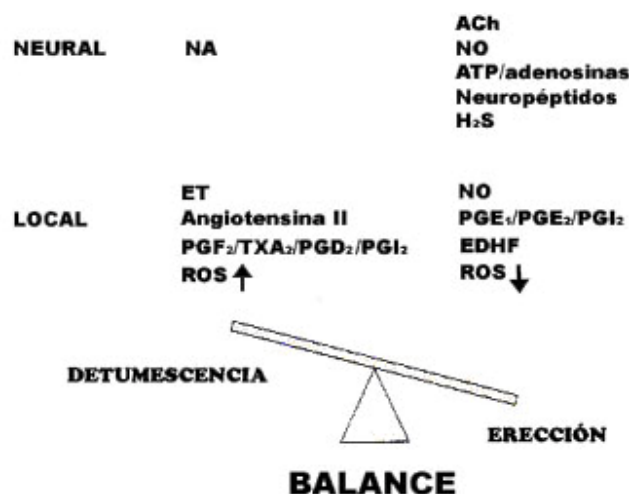 ACh
NEURAL NA NO
ATP/adenosinas
Neuropéptidos
H₂S
ET NO
LOCAL Angiotensina II PGE₁/PGE₂/PGI₂
PGF₂/TXA₂/PGD₂/PGI₂ EDHF
ROS ↑ ROS ↓
DETUMESCENCIA
ERECCIÓN
BALANCE